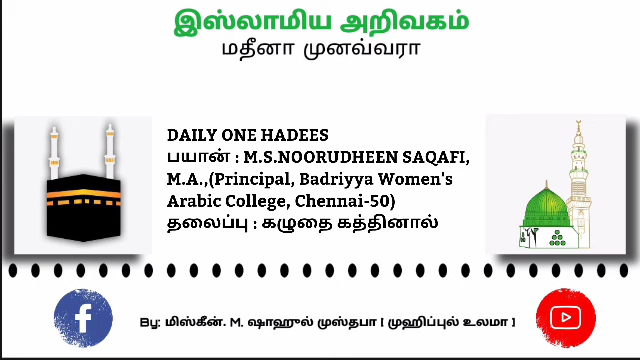 இஸ்லாமிய அறிவகம்
மதீனா முனவ்வரா
DAILY ONE HADEES
பயான் : M.S.NOORUDHEEN SAQAFI,
M.A.,(Principal, Badriyya Women's
Arabic College, Chennai-50)
தலைப்பு : கழுதை கத்தினால்
By: மிஸ்கீன். M. ஷாஹுல் முஸ்தபா [ முஹிப்புல் உலமா ]